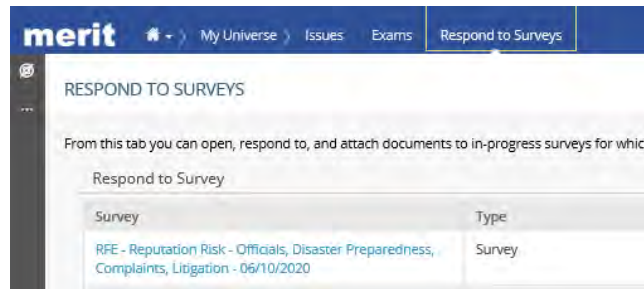 merit My Universe Issues Exams Respond to Surveys
RESPOND TO SURVEYS
From this tab you can open, respond to, and attach documents to in-progress surveys for whic
Respond to Survey
Survey Type
RFE - Reputation Risk - Officials, Disaster Preparedness, Survey
Complaints, Litigation - 06/10/2020